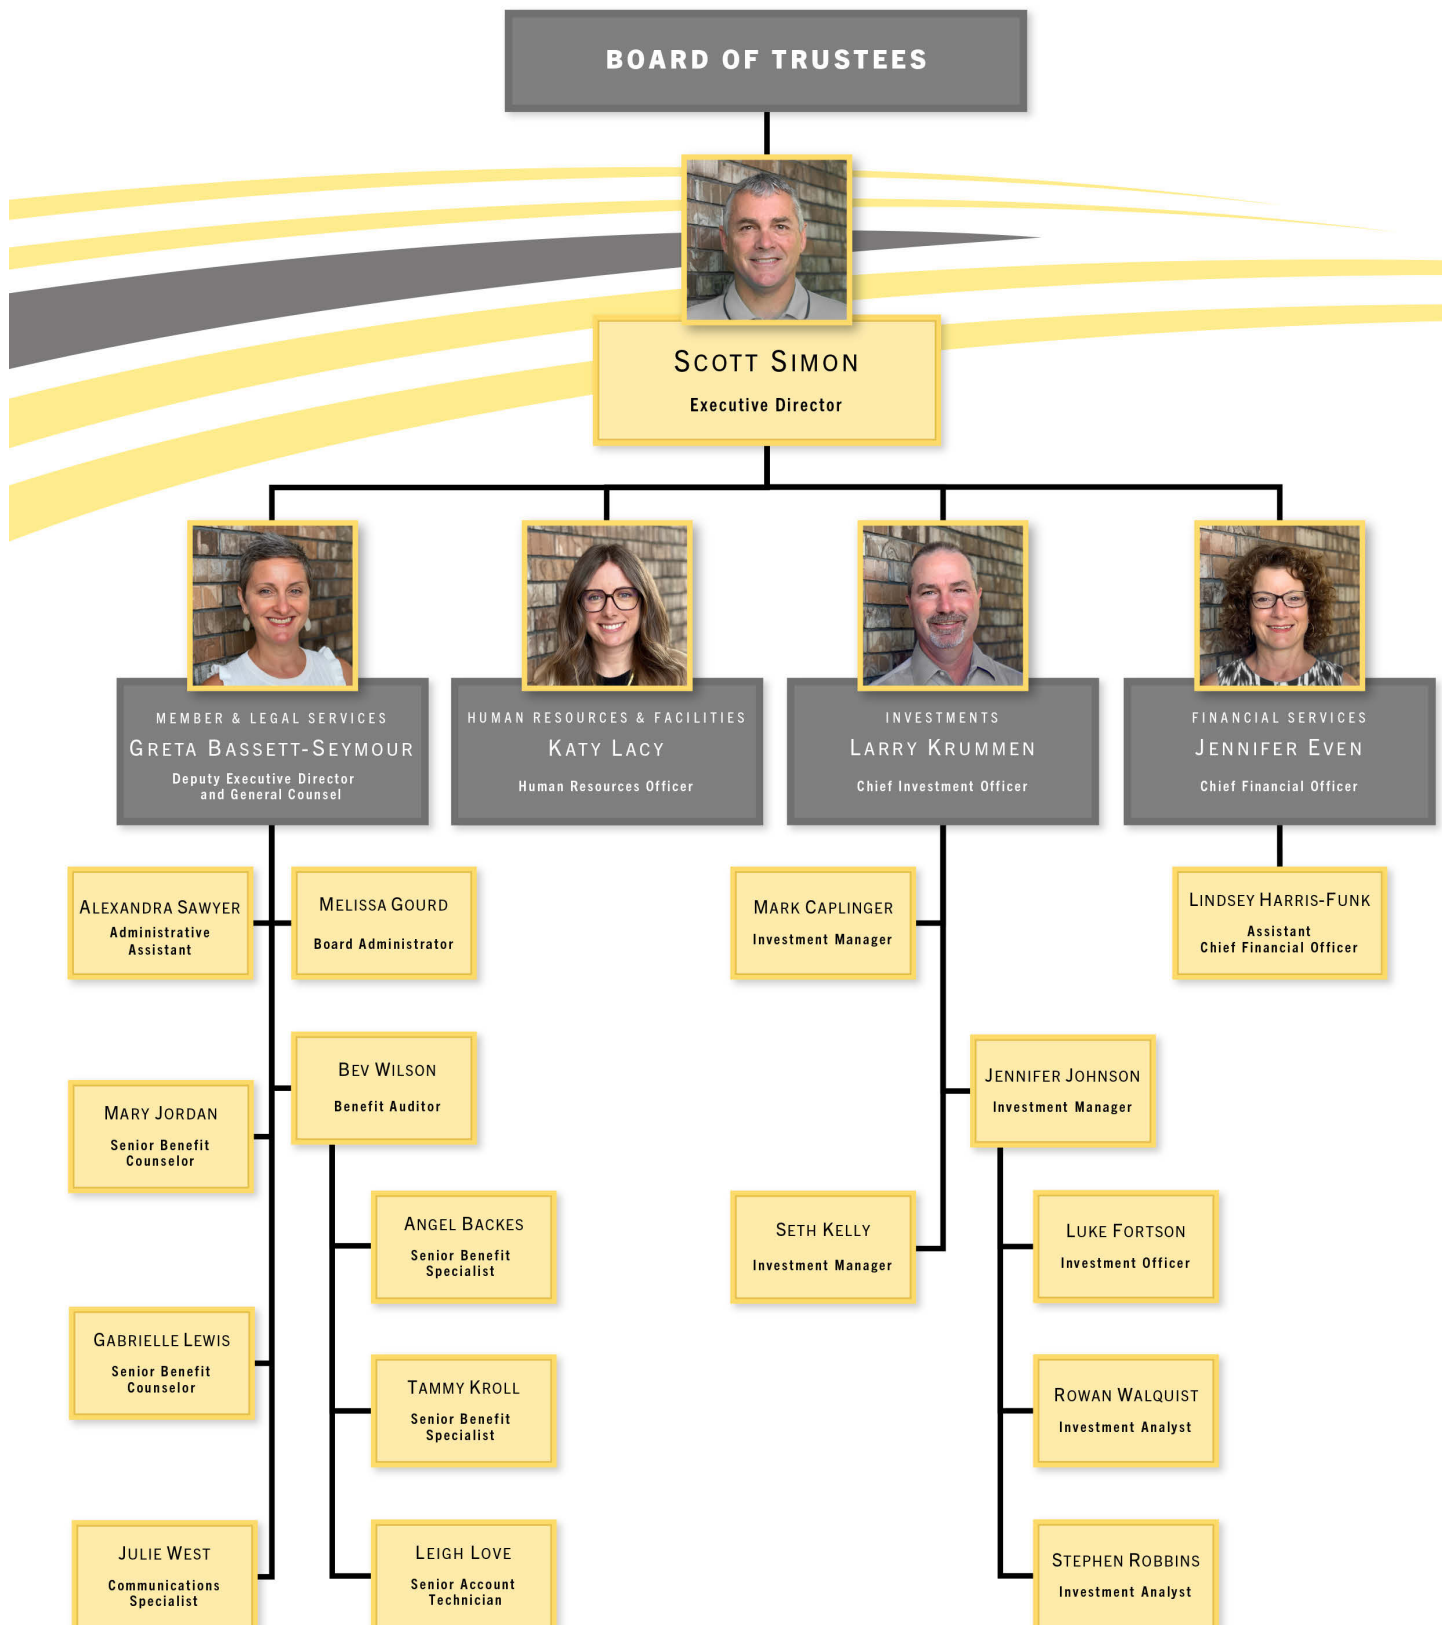 BOARD OF TRUSTEES
SCOTT SIMON
Executive Director
MEMBER & LEGAL SERVICES
GRETA BASSETT-SEYMOUR
Deputy Executive Director
and General Counsel
HUMAN RESOURCES & FACILITIES
KATY LACY
Human Resources Officer
INVESTMENTS
LARRY KRUMMEN
Chief Investment Officer
FINANCIAL SERVICES
JENNIFER EVEN
Chief Financial Officer
ALEXANDRA SAWYER
Administrative
Assistant
MELISSA GOURD
Board Administrator
MARK CAPLINGER
Investment Manager
LINDSEY HARRIS-FUNK
Assistant
Chief Financial Officer
BEV WILSON
Benefit Auditor
JENNIFER JOHNSON
Investment Manager
MARY JORDAN
Senior Benefit
Counselor
ANGEL BACKES
Senior Benefit
Specialist
SETH KELLY
Investment Manager
LUKE FORTSON
Investment Officer
GABRIELLE LEWIS
Senior Benefit
Counselor
TAMMY KROLL
Senior Benefit
Specialist
ROWAN WALQUIST
Investment Analyst
JULIE WEST
Communications
Specialist
LEIGH LOVE
Senior Account
Technician
STEPHEN ROBBINS
Investment Analyst